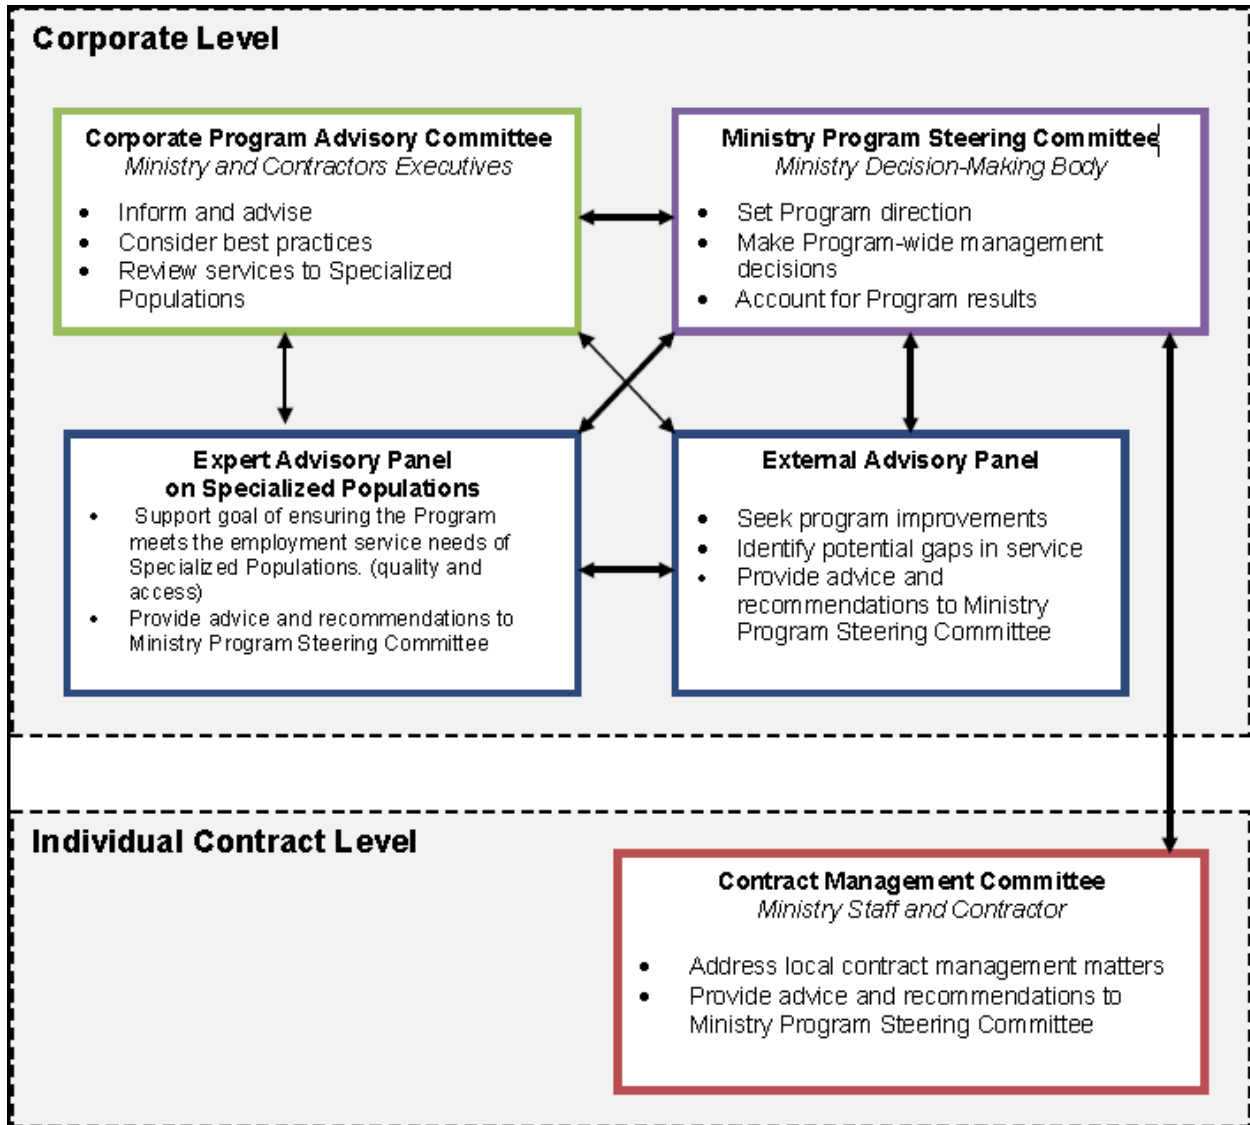 Corporate Level
Corporate Program Advisory Committee
Ministry and Contractors Executives
• Inform and advise
• Consider best practices
• Review services to Specialized
Populations
Ministry Program Steering Committee
Ministry Decision-Making Body
• Set Program direction
• Make Program-wide management
decisions
• Account for Program results
Expert Advisory Panel
on Specialized Populations
• Support goal of ensuring the Program
meets the employment service needs of
Specialized Populations. (quality and
access)
• Provide advice and recommendations to
Ministry Program Steering Committee
External Advisory Panel
• Seek program improvements
• Identify potential gaps in service
• Provide advice and
recommendations to Ministry
Program Steering Committee
Individual Contract Level
Contract Management Committee
Ministry Staff and Contractor
• Address local contract management matters
• Provide advice and recommendations to
Ministry Program Steering Committee